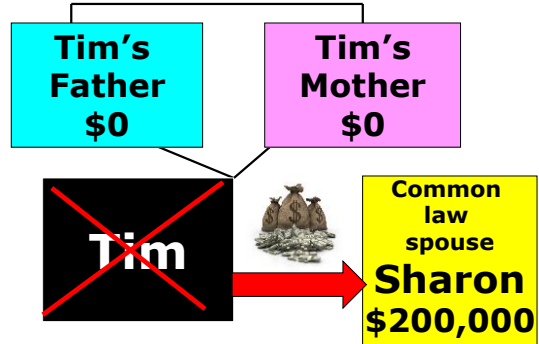 Tim's
Father
$0
Tim's
Mother
$0
Tim
Common
law
spouse
Sharon
$200,000